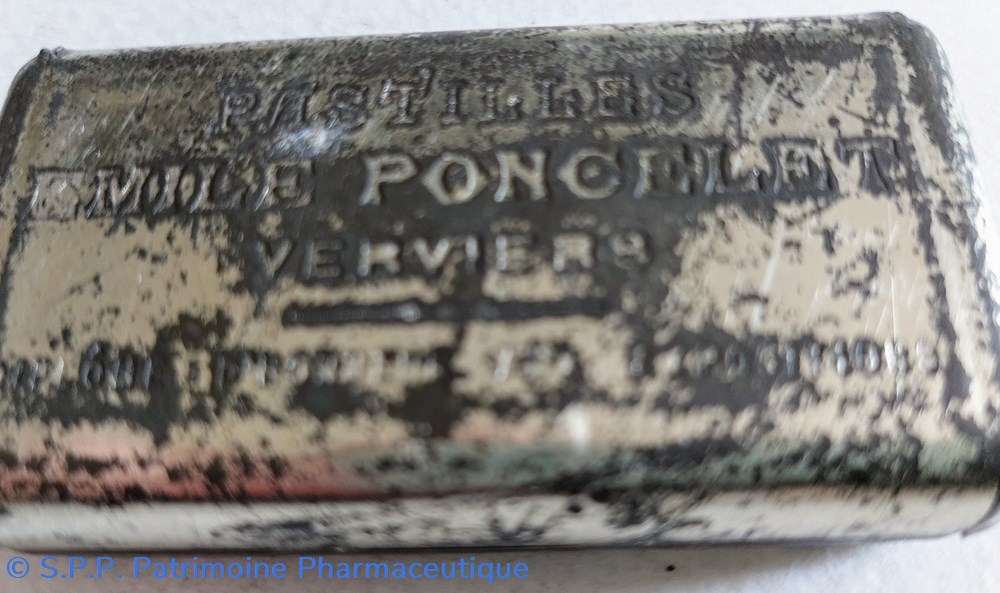 PASTILLES
EMILE PONCELET
VERVIERS
© S.P.P. Patrimoine Pharmaceutique